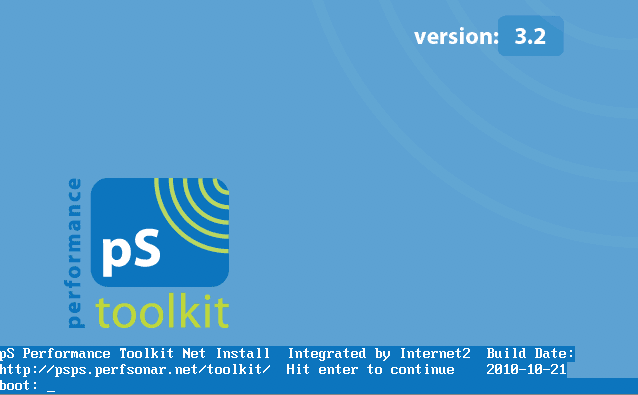 version: 3.2
performance
pS
toolkit
pS Performance Toolkit Net Install  Integrated by Internet2  Build Date:
http://psps.perfsonar.net/toolkit/  Hit enter to continue    2010-10-21
boot: _